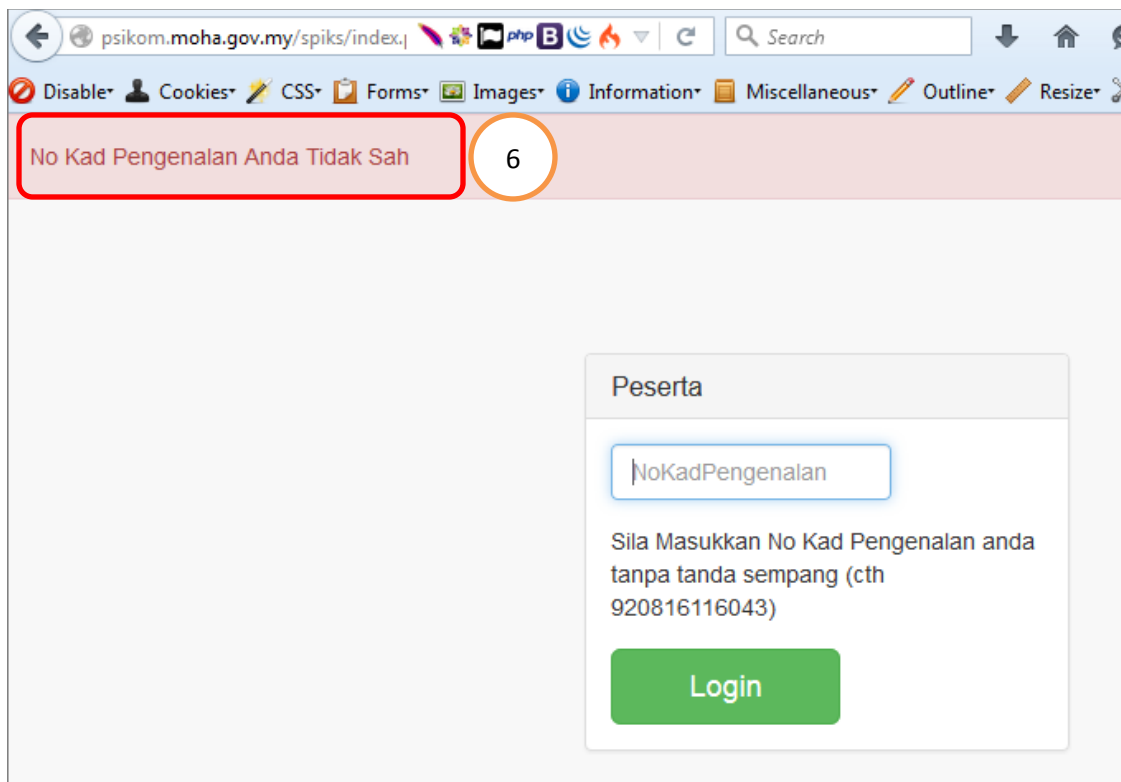 psikom.moha.gov.my/spiks/index.p php B Search
Disable Cookies CSS Forms Images Information Miscellaneous Outline Resize
No Kad Pengenalan Anda Tidak Sah
6
Peserta
NoKadPengenalan
Sila Masukkan No Kad Pengenalan anda
tanpa tanda sempang (cth
920816116043)
Login